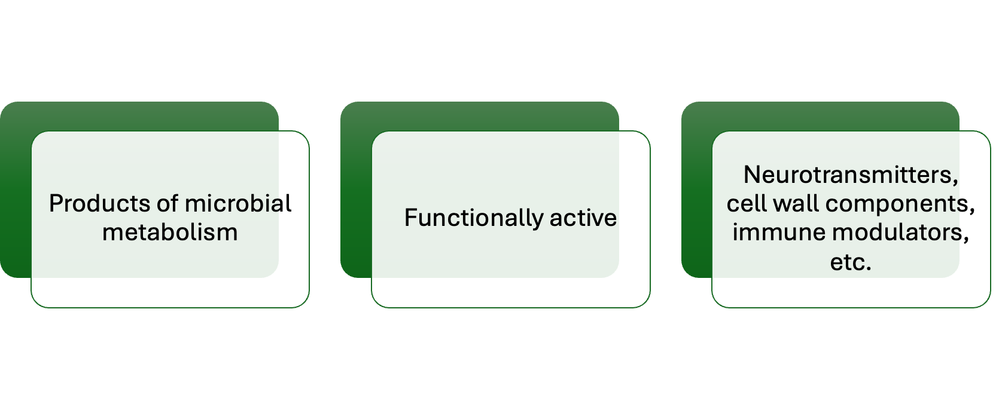 Products of microbial
metabolism
Functionally active
Neurotransmitters,
cell wall components,
immune modulators,
etc.